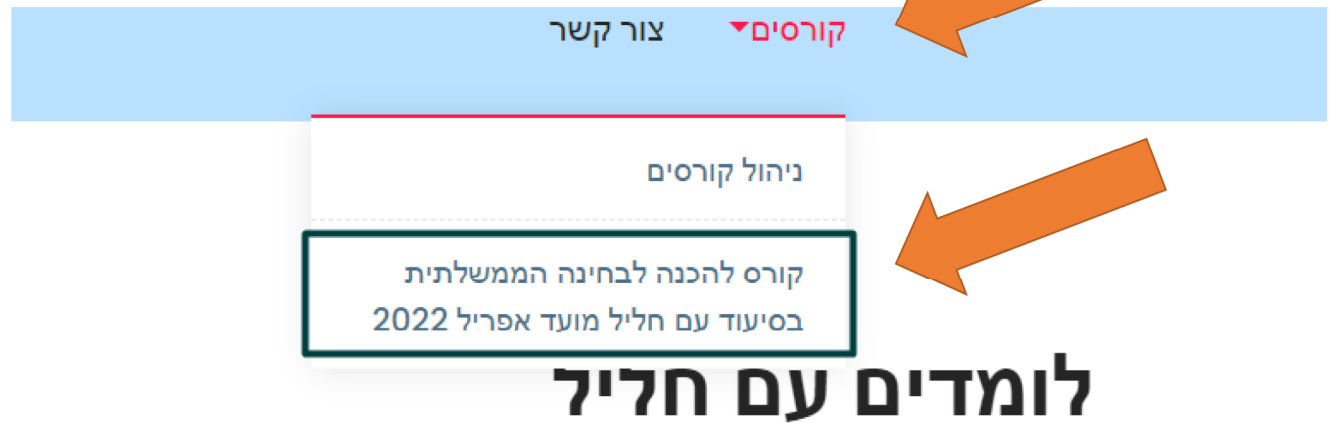 קורסים צור קשר
ניהול קורסים
קורס להכנה לבחינה הממשלתית
בסיעוד עם חליל מועד אפריל 2022
לומדים עם חליל